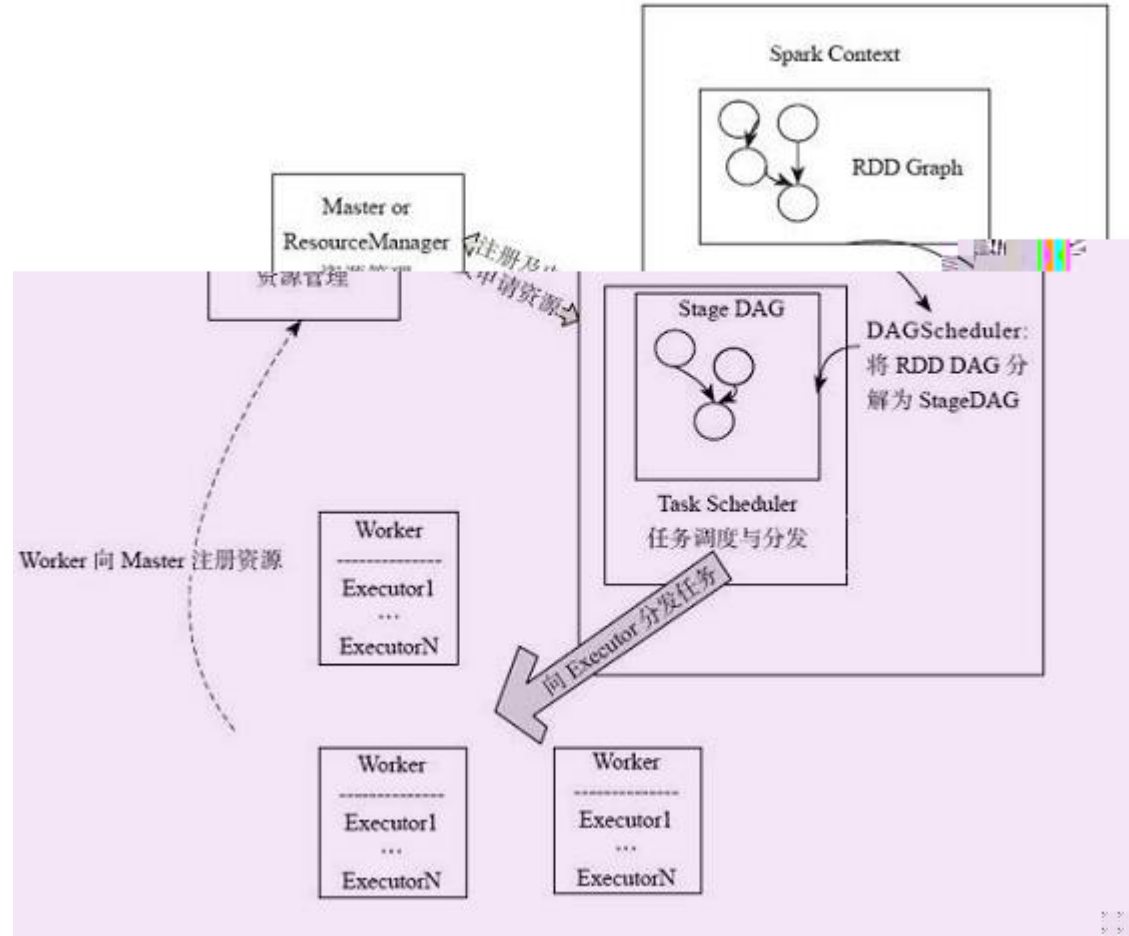 Spark Context
RDD Graph
Master or
ResourceManager
资源管理
注册及
申请资源
Stage DAG
DAGScheduler:
将 RDD DAG 分
解为 StageDAG
Task Scheduler
任务调度与分发
Worker 向 Master 注册资源
Worker
Executor1
...
ExecutorN
向 Executor 分发任务
Worker
Executor1
...
ExecutorN
Worker
Executor1
...
ExecutorN